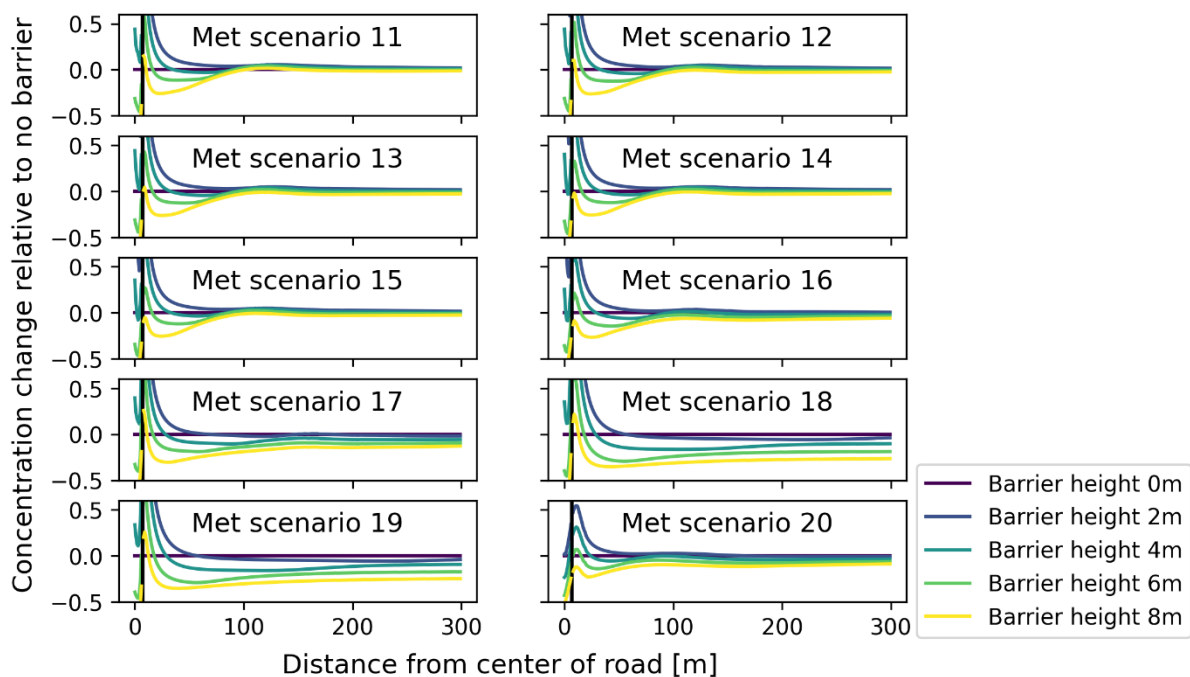 Concentration change relative to no barrier
0.5
0.0
−0.5
Met scenario 11
Met scenario 12
0.5
0.0
−0.5
Met scenario 13
Met scenario 14
0.5
0.0
−0.5
Met scenario 15
Met scenario 16
0.5
0.0
−0.5
Met scenario 17
Met scenario 18
0.5
0.0
−0.5
Met scenario 19
Met scenario 20
0 100 200 300
0 100 200 300
Distance from center of road [m]
Barrier height 0m
Barrier height 2m
Barrier height 4m
Barrier height 6m
Barrier height 8m